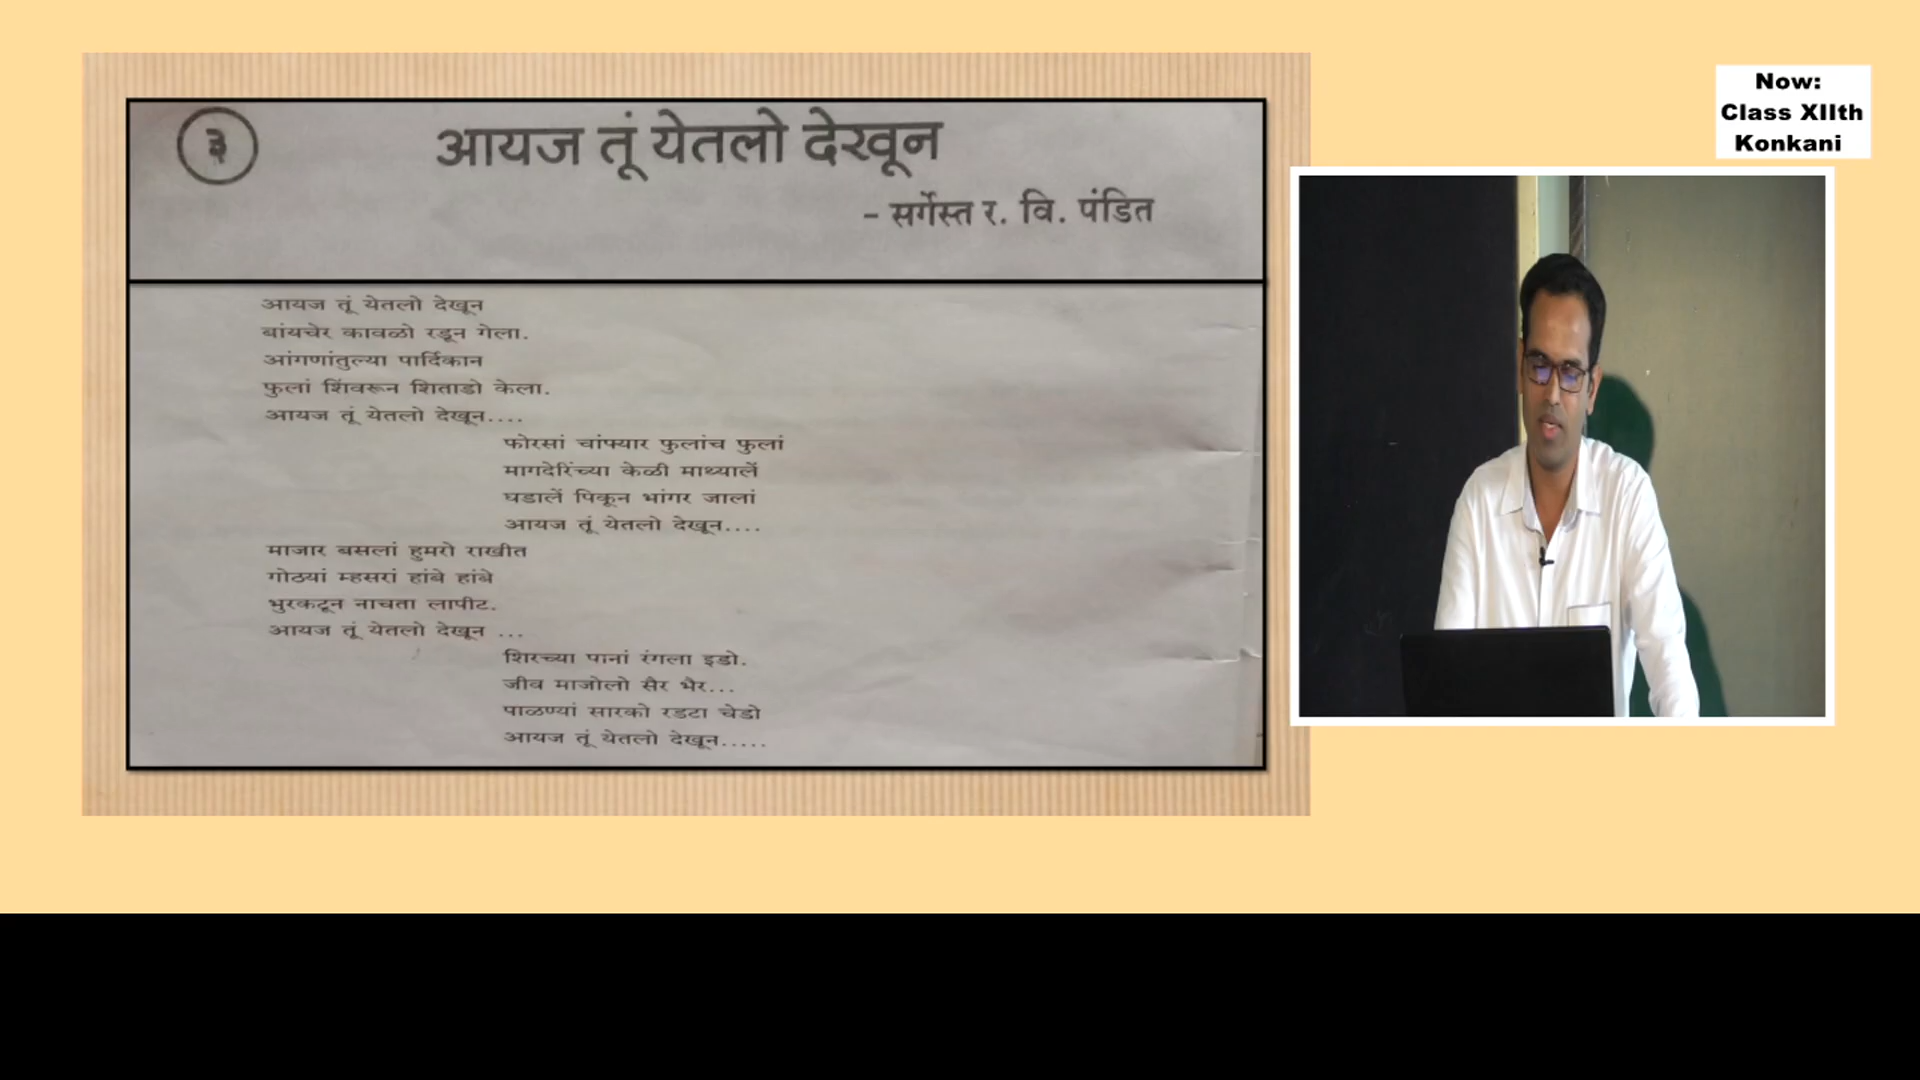 Now:
Class XIIth
Konkani
३
आयज तूं येतलो देखून
- सर्गेस्त र. वि. पंडित
आयज तूं येतलो देखून
बांयचेर कावळो रडून गेला.
आंगणांतुल्या पार्दिकान
फुलां शिंवरून शिताडो केला.
आयज तूं येतलो देखून....
फोरसां चांफ्यार फुलांच फुलां
मागदेरिंच्या केळी माथ्यालें
घडालें पिकून भांगर जालां
आयज तूं येतलो देखून....
माजार बसलां हुमरो राखीत
गोठयां म्हसरां हांबे हांबे
भुरकटून नाचता लापीट.
आयज तूं येतलो देखून ...
शिरच्या पानां रंगला इडो.
जीव माजोलो सैर भैर...
पाळण्यां सारको रडटा चेडो
आयज तूं येतलो देखून.....